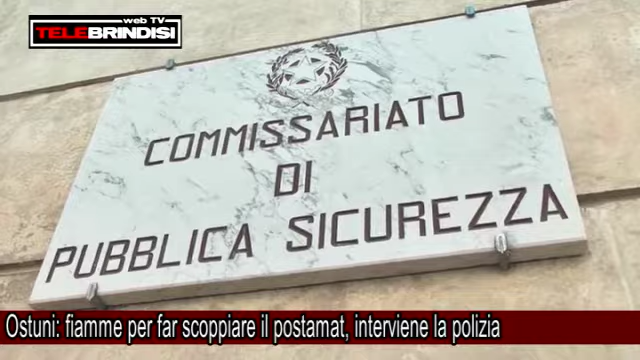 web TV
TELEBRINDISI
COMMISSARIATO
DI
PUBBLICA SICUREZZA
Ostuni: fiamme per far scoppiare il postamat, interviene la polizia